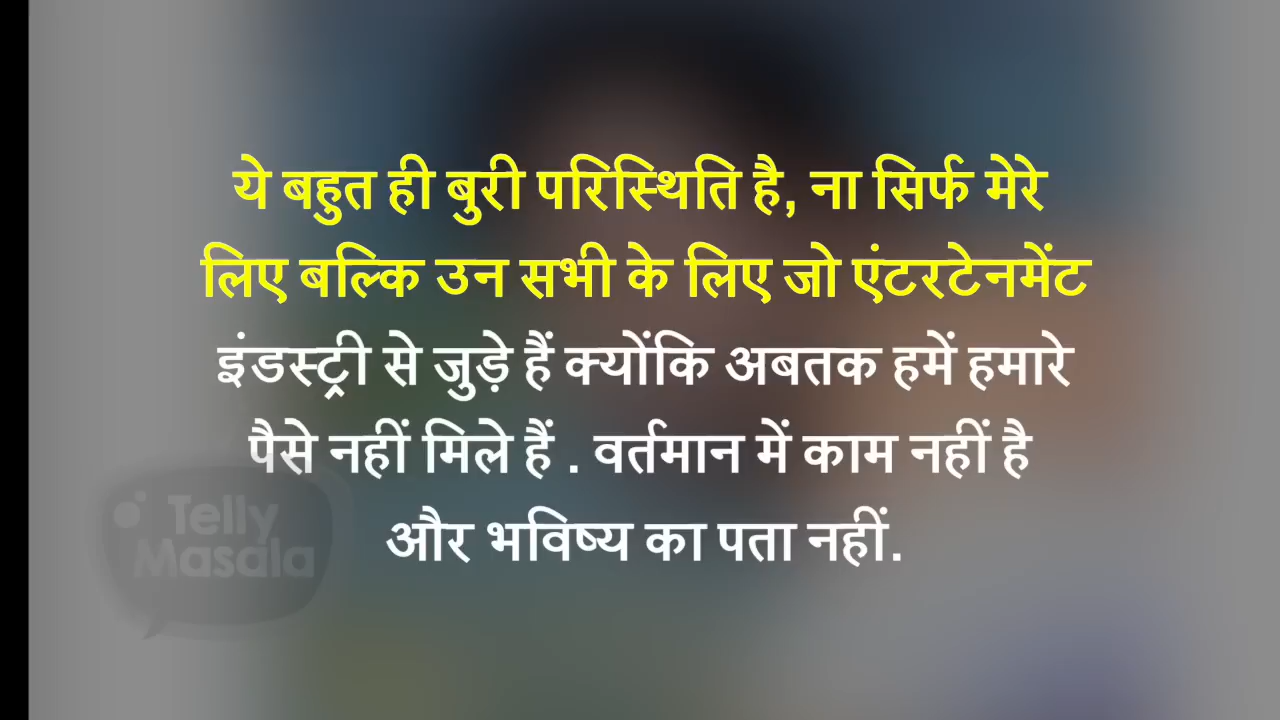 ये बहुत ही बुरी परिस्थिति है, ना सिर्फ मेरे
लिए बल्कि उन सभी के लिए जो एंटरटेनमेंट
इंडस्ट्री से जुड़े हैं क्योंकि अबतक हमें हमारे
पैसे नहीं मिले हैं . वर्तमान में काम नहीं है
और भविष्य का पता नहीं.
Telly
Masala